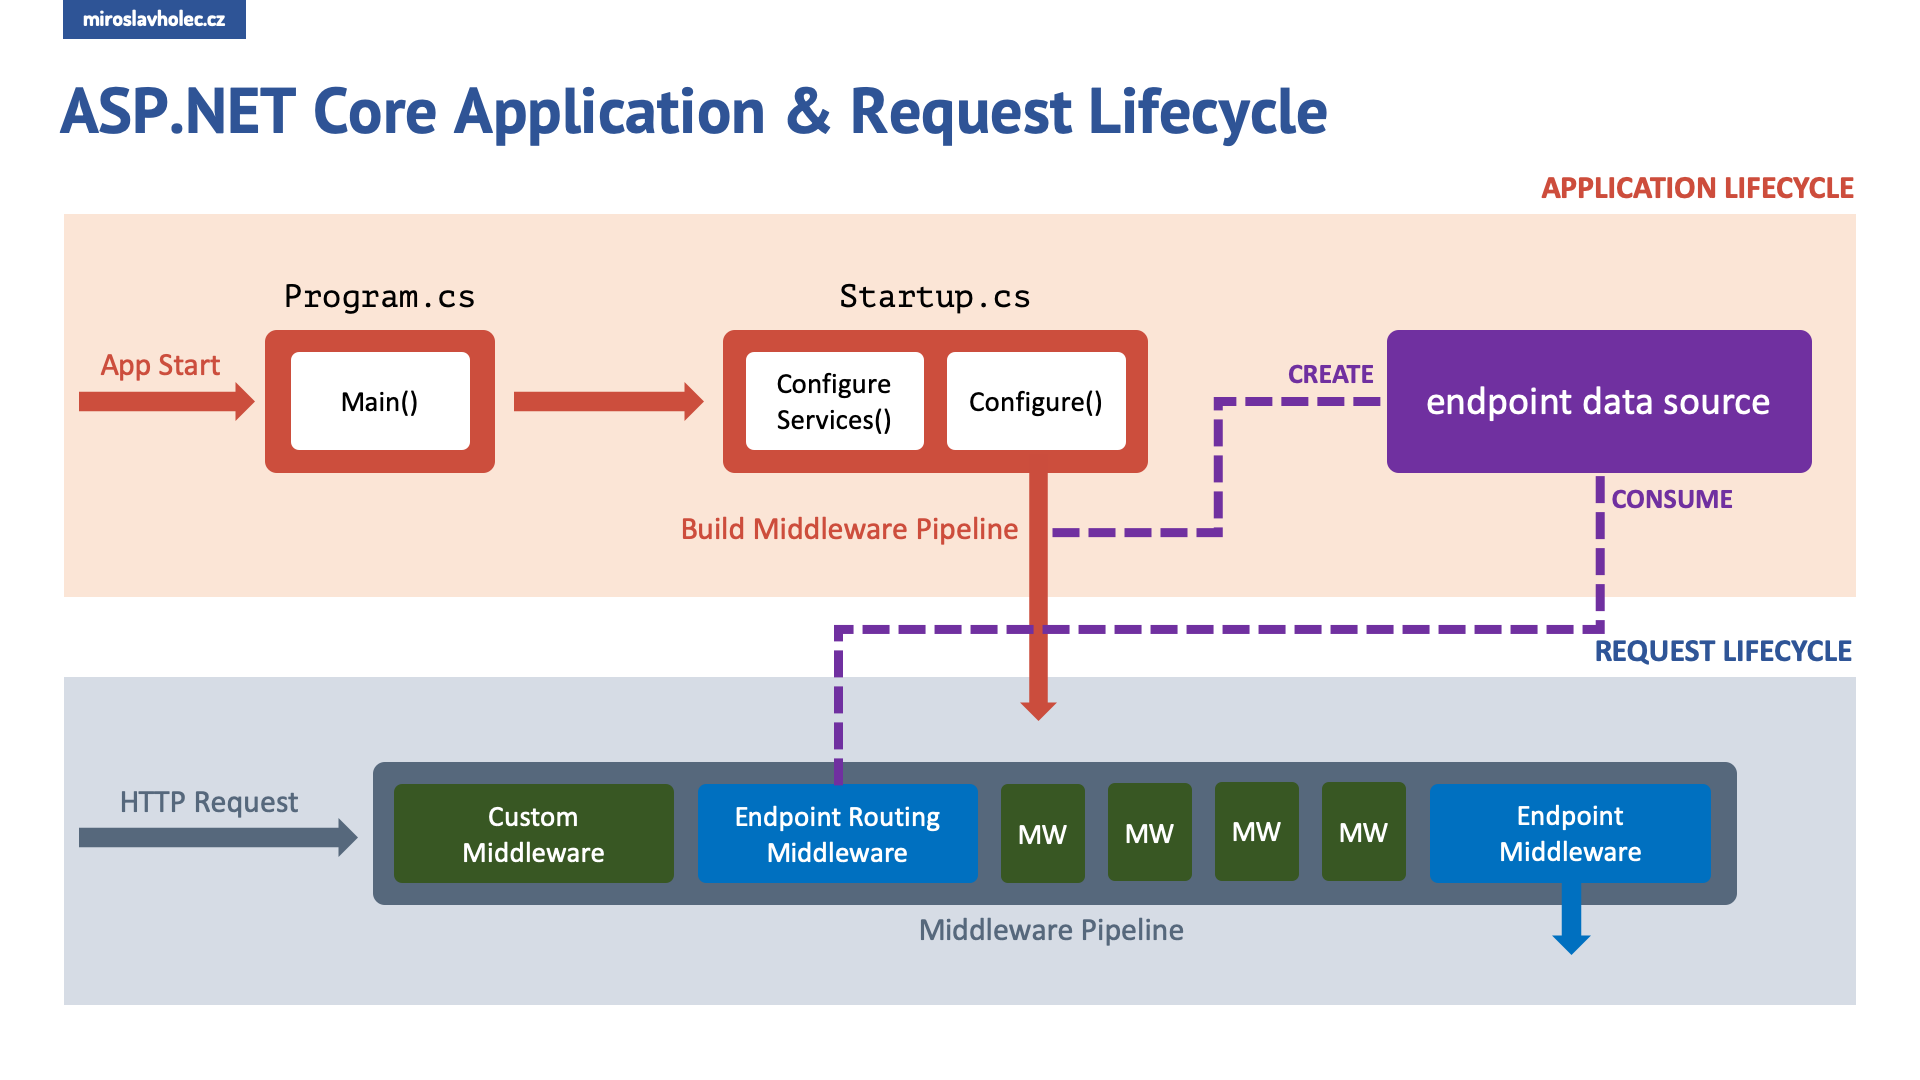 miroslavholec.cz
ASP.NET Core Application & Request Lifecycle
APPLICATION LIFECYCLE
Program.cs
Startup.cs
App Start
Main()
Configure
Services()
Configure()
CREATE
endpoint data source
CONSUME
Build Middleware Pipeline
REQUEST LIFECYCLE
HTTP Request
Custom
Middleware
Endpoint Routing
Middleware
MW
MW
MW
MW
Endpoint
Middleware
Middleware Pipeline